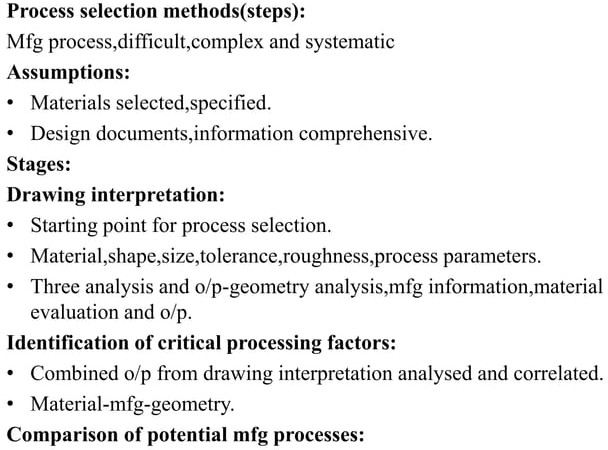 Process selection methods(steps):
Mfg process,difficult,complex and systematic
Assumptions:
• Materials selected,specified.
• Design documents,information comprehensive.
Stages:
Drawing interpretation:
• Starting point for process selection.
• Material,shape,size,tolerance,roughness,process parameters.
• Three analysis and o/p-geometry analysis,mfg information,material
evaluation and o/p.
Identification of critical processing factors:
• Combined o/p from drawing interpretation analysed and correlated.
• Material-mfg-geometry.
Comparison of potential mfg processes: